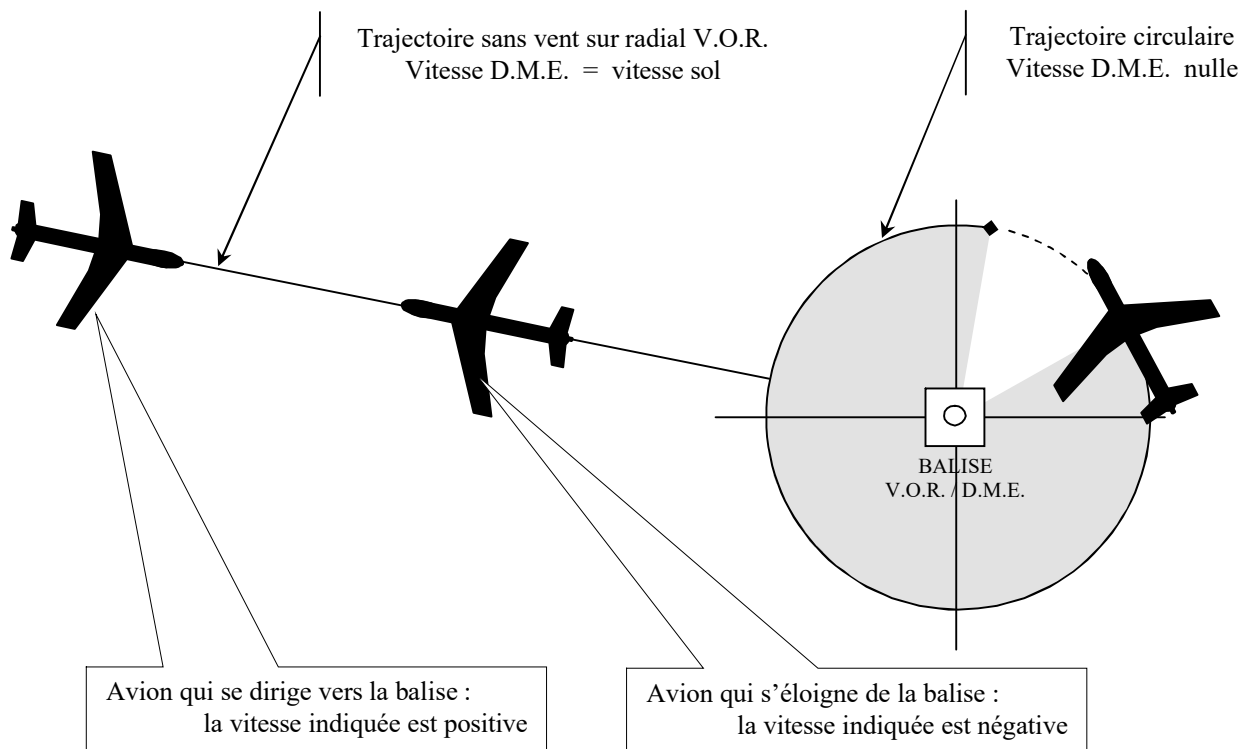 Trajectoire sans vent sur radial V.O.R.
Vitesse D.M.E. = vitesse sol
Trajectoire circulaire
Vitesse D.M.E. nulle
BALISE
V.O.R. / D.M.E.
Avion qui se dirige vers la balise :
la vitesse indiquée est positive
Avion qui s’éloigne de la balise :
la vitesse indiquée est négative